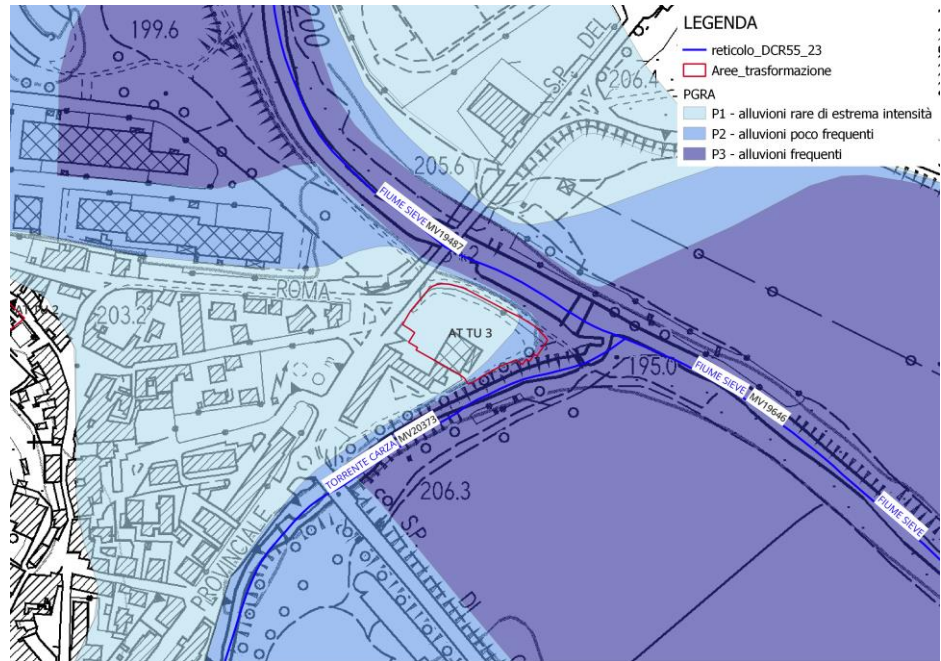 LEGENDA
reticolo_DCR55_23
Aree_trasformazione
PGRA
P1 - alluvioni rare di estrema intensità
P2 - alluvioni poco frequenti
P3 - alluvioni frequenti
199.6
200
S.P. DEL
206.4
205.6
FIUME SIEVE
MV19487
ROMA
203.2
AT TU 3
195.0
FIUME SIEVE
MV19646
FIUME SIEVE
TORRENTE CARZA
MV20373
206.3
PROVINCIALE
S.P.
DI